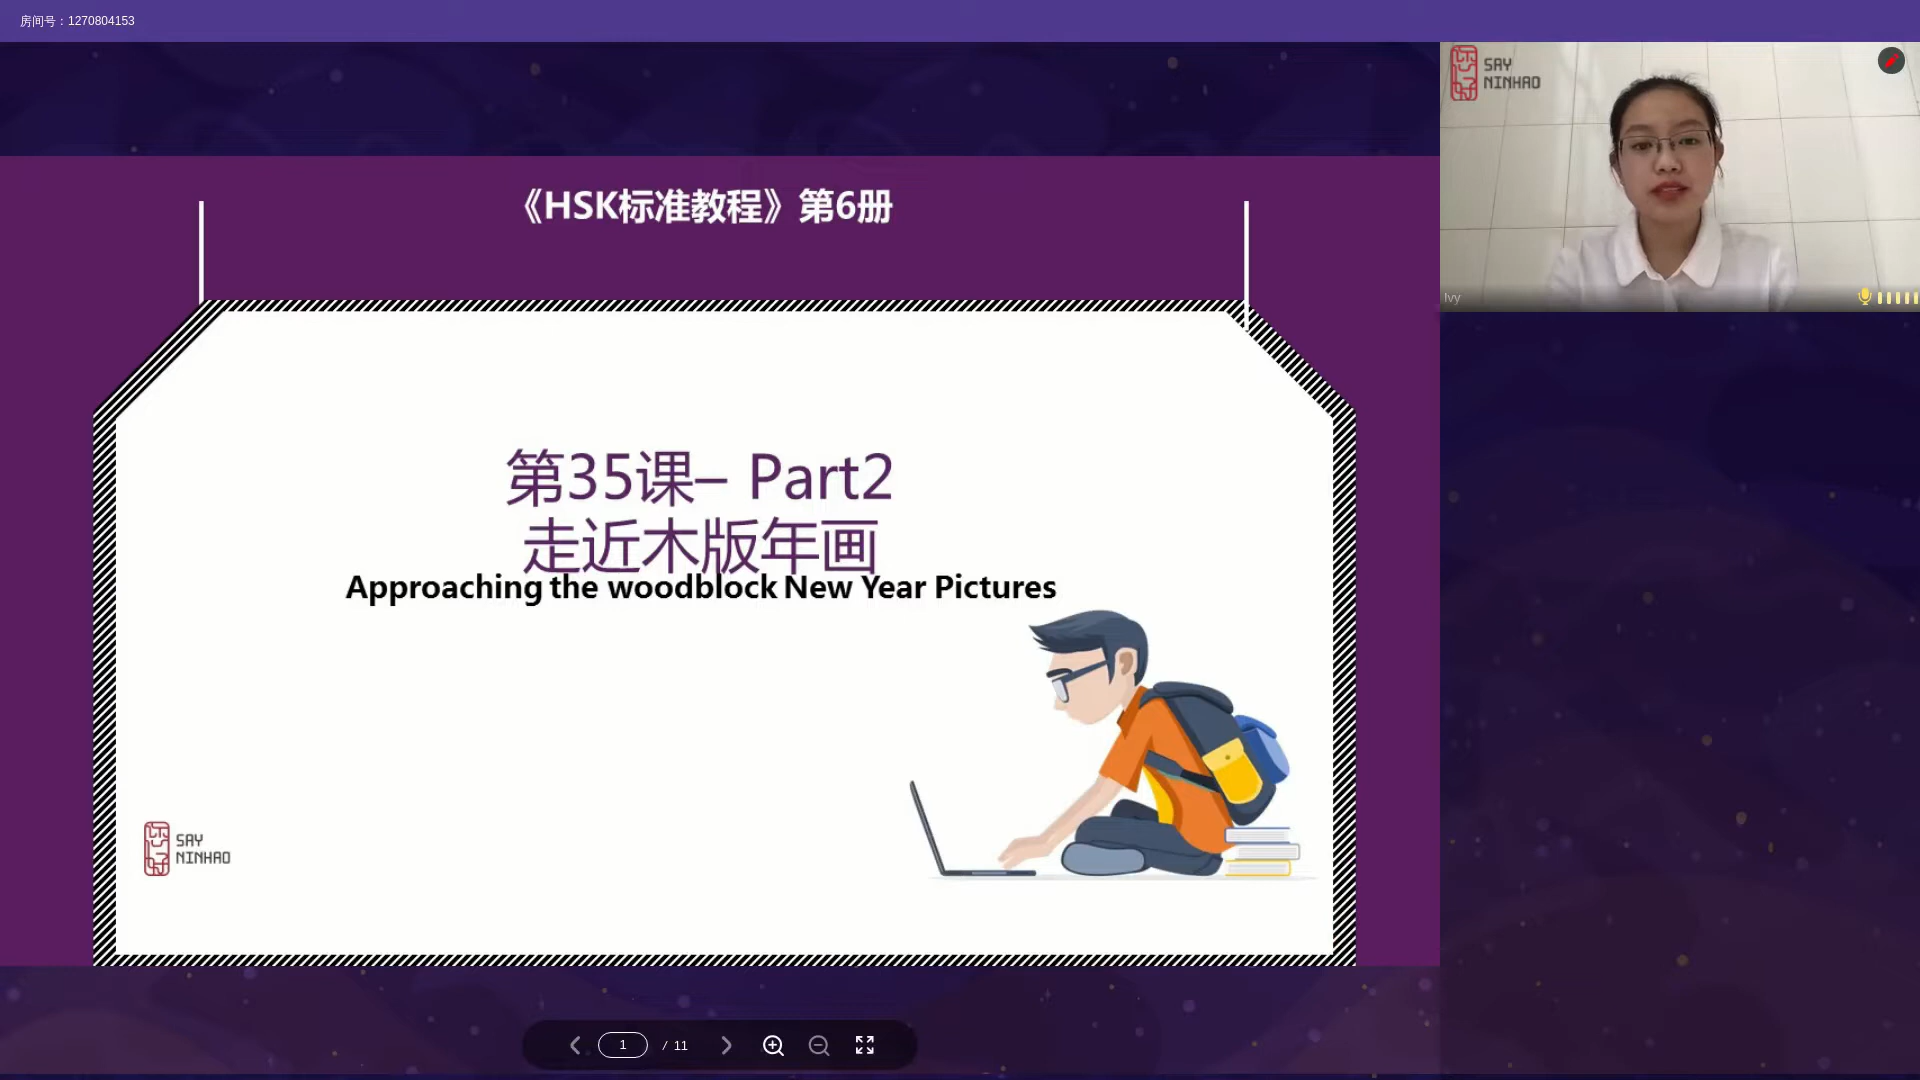 房间号：1270804153
SAY
NINHAO
Ivy
《HSK标准教程》第6册
第35课– Part2
走近木版年画
Approaching the woodblock New Year Pictures
SAY
NINHAO
1 / 11